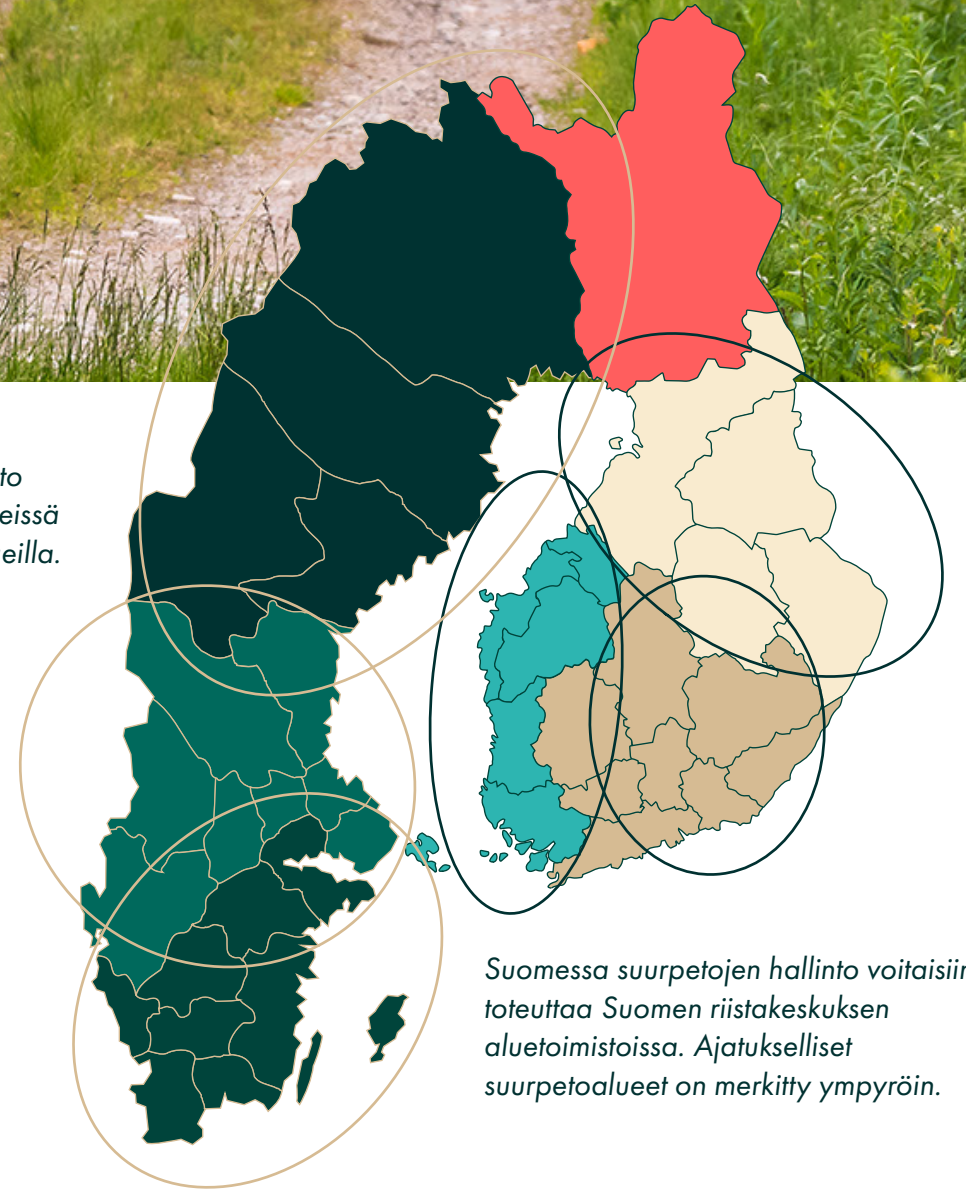 to
eissä
eilla.
Suomessa suurpetojen hallinto voitaisiin
toteuttaa Suomen riistakeskuksen
aluetoimistoissa. Ajatukselliset
suurpetoalueet on merkitty ympyröin.